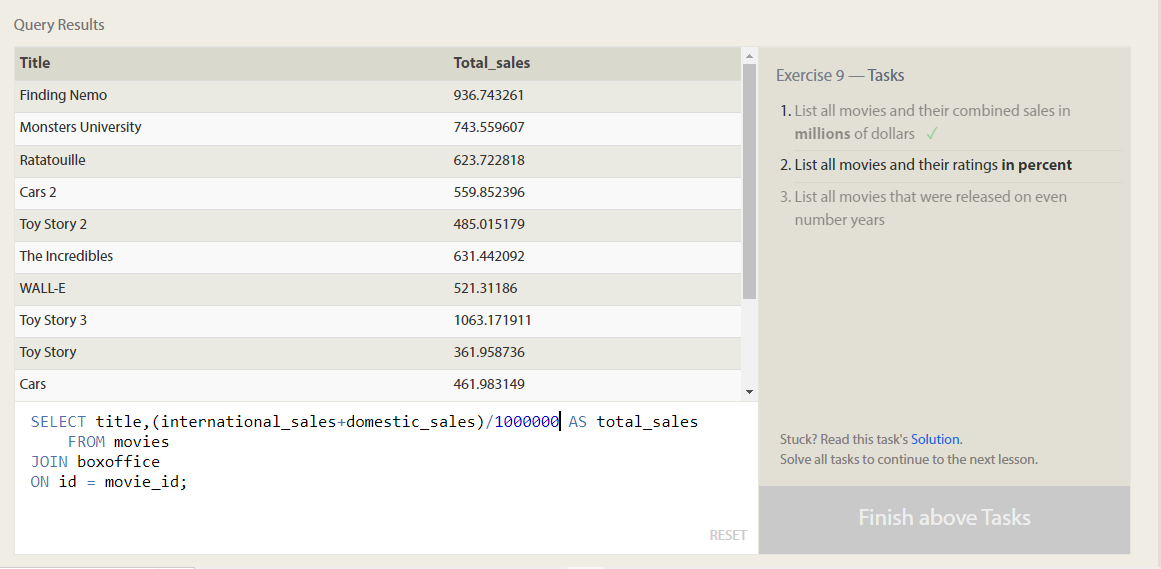 Query Results
Title Total_sales
Finding Nemo 936.743261
Monsters University 743.559607
Ratatouille 623.722818
Cars 2 559.852396
Toy Story 2 485.015179
The Incredibles 631.442092
WALL-E 521.31186
Toy Story 3 1063.171911
Toy Story 361.958736
Cars 461.983149
SELECT title,(international_sales+domestic_sales)/1000000 AS total_sales
FROM movies
JOIN boxoffice
ON id = movie_id;
RESET
Exercise 9 — Tasks
1. List all movies and their combined sales in
millions of dollars ✓
2. List all movies and their ratings in percent
3. List all movies that were released on even
number years
Stuck? Read this task's Solution.
Solve all tasks to continue to the next lesson.
Finish above Tasks